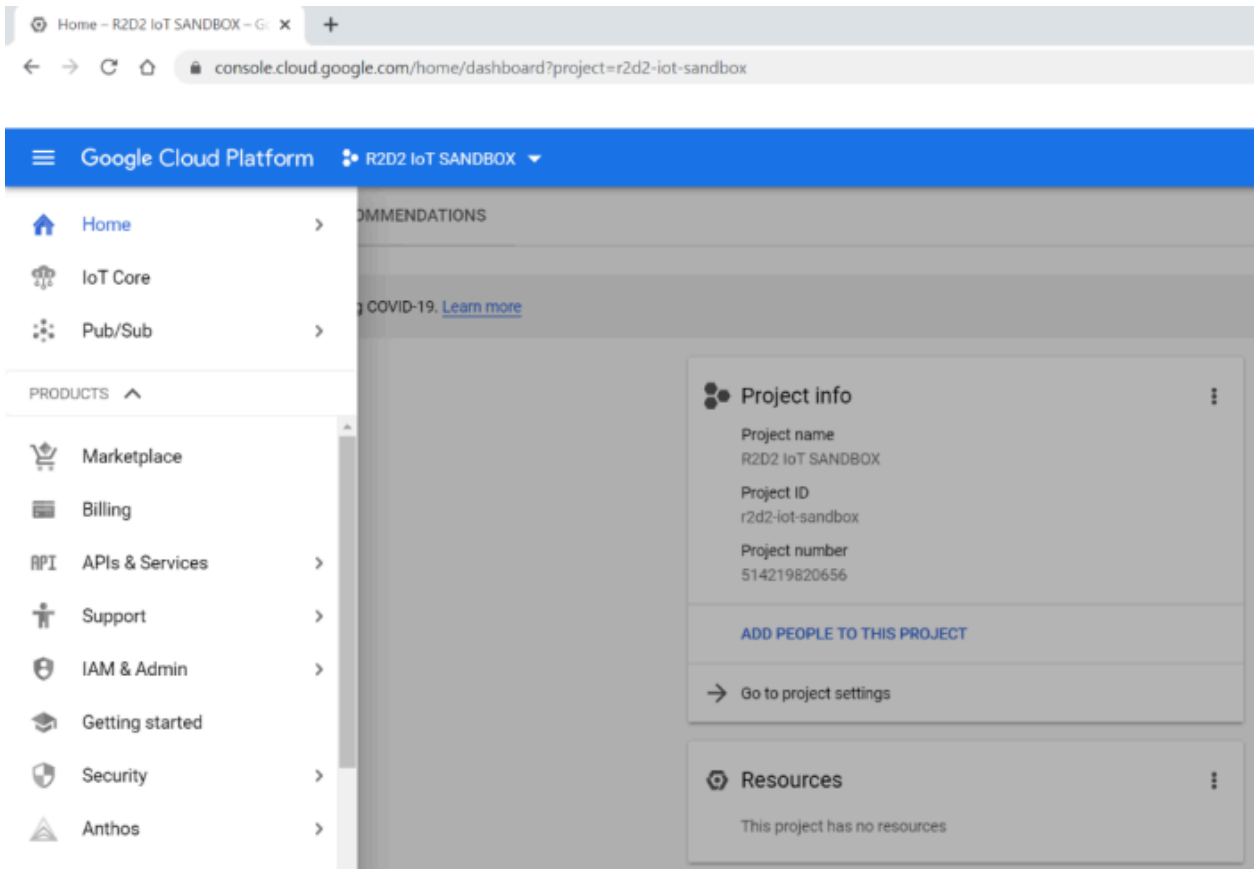 Home – R2D2 IoT SANDBOX – Go
console.cloud.google.com/home/dashboard?project=r2d2-iot-sandbox
Google Cloud Platform R2D2 IoT SANDBOX
Home
IoT Core
Pub/Sub
PRODUCTS
Marketplace
Billing
API APIs & Services
Support
IAM & Admin
Getting started
Security
Anthos
OMMENDATIONS
COVID-19. Learn more
Project info
Project name
R2D2 IoT SANDBOX
Project ID
r2d2-iot-sandbox
Project number
514219820656
ADD PEOPLE TO THIS PROJECT
Go to project settings
Resources
This project has no resources